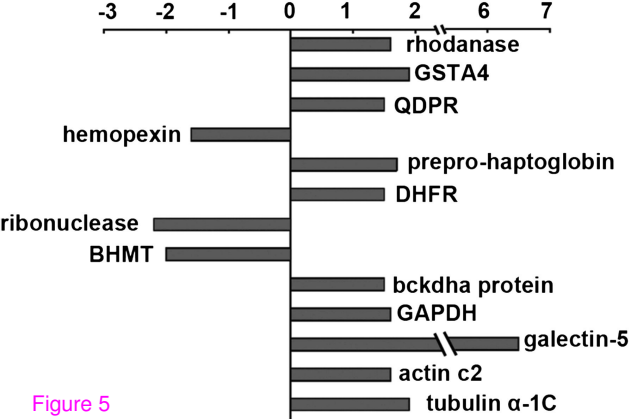 -3 -2 -1 0 1 2 6 7
rhodanase
GSTA4
QDPR
hemopexin
prepro-haptoglobin
DHFR
ribonuclease
BHMT
bckdha protein
GAPDH
galectin-5
actin c2
tubulin α-1C
Figure 5